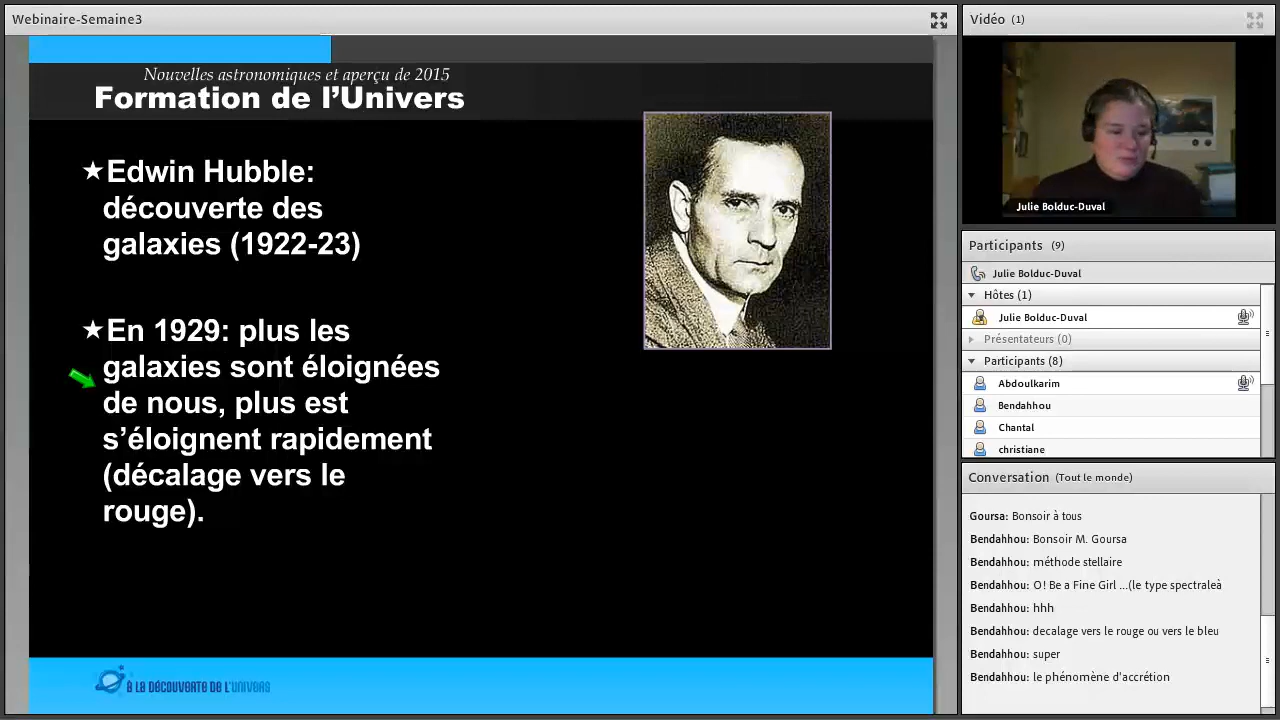 Webinaire-Semaine3
Nouvelles astronomiques et aperçu de 2015
Formation de l’Univers
★Edwin Hubble:
découverte des
galaxies (1922-23)
★En 1929: plus les
galaxies sont éloignées
de nous, plus est
s’éloignent rapidement
(décalage vers le
rouge).
À LA DÉCOUVERTE DE L'UNIVERS
Vidéo (1)
Julie Bolduc-Duval
Participants (9)
Julie Bolduc-Duval
Hôtes (1)
Julie Bolduc-Duval
Présentateurs (0)
Participants (8)
Abdoulkarim
Bendahhou
Chantal
christiane
Conversation (Tout le monde)
Goursa: Bonsoir à tous
Bendahhou: Bonsoir M. Goursa
Bendahhou: méthode stellaire
Bendahhou: O! Be a Fine Girl ...(le type spectraleà
Bendahhou: hhh
Bendahhou: decalage vers le rouge ou vers le bleu
Bendahhou: super
Bendahhou: le phénomène d'accrétion